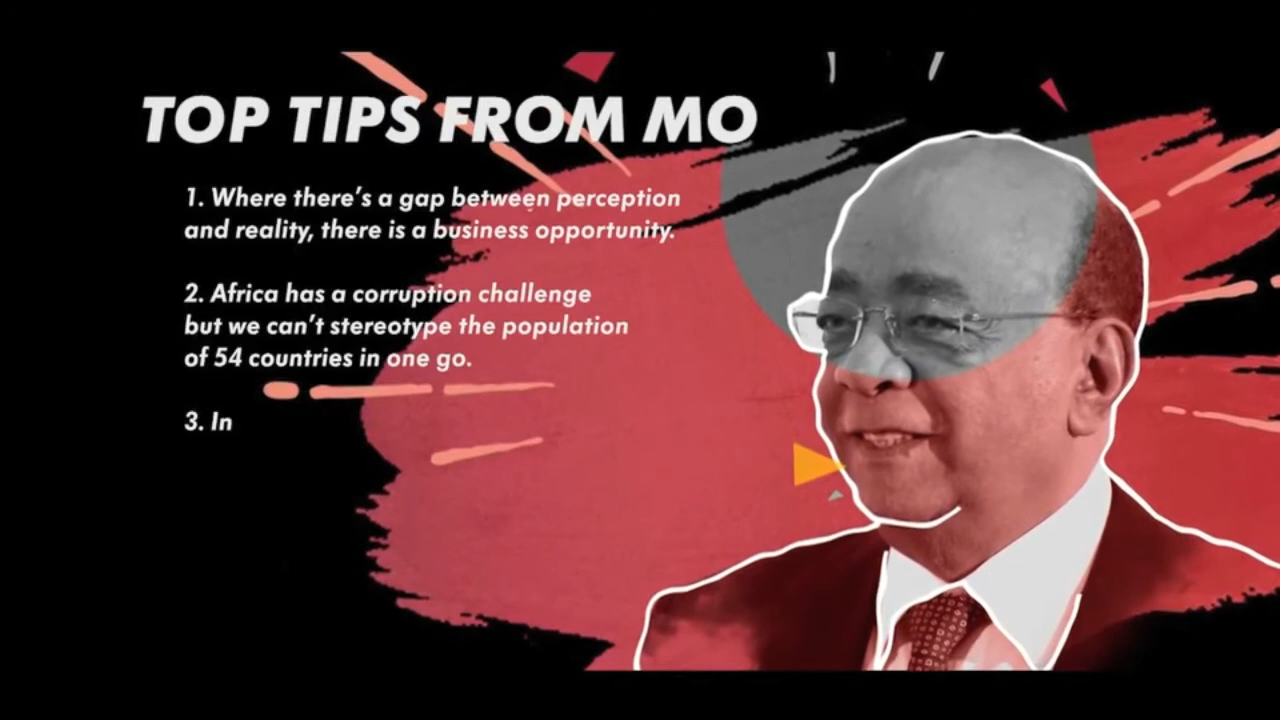 TOP TIPS FROM MO
1. Where there's a gap between perception
and reality, there is a business opportunity.
2. Africa has a corruption challenge
but we can't stereotype the population
of 54 countries in one go.
3. In